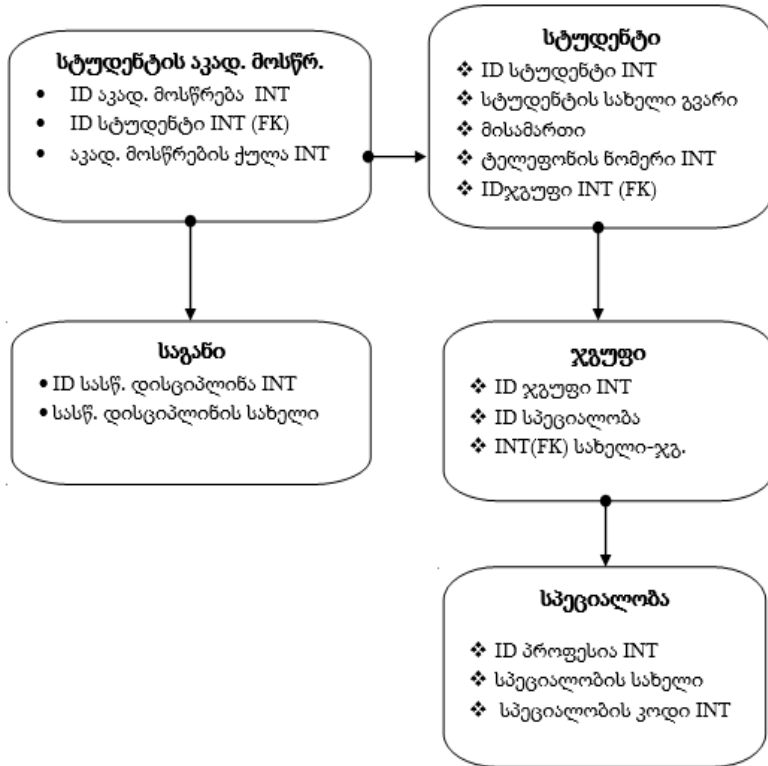 სტუდენტის აკად. მოსწრ.
• ID აკად. მოსწრება INT
• ID სტუდენტი INT (FK)
• აკად. მოსწრების ქულა INT
სტუდენტი
❖ ID სტუდენტი INT
❖ სტუდენტის სახელი გვარი
❖ მისამართი
❖ ტელეფონის ნომერი INT
❖ IDჯგუფი INT (FK)
საგანი
• ID სასწ. დისციპლინა INT
• სასწ. დისციპლინის სახელი
ჯგუფი
❖ ID ჯგუფი INT
❖ ID სპეციალობა
❖ INT(FK) სახელი-ჯგ.
სპეციალობა
❖ ID პროფესია INT
❖ სპეციალობის სახელი
❖ სპეციალობის კოდი INT